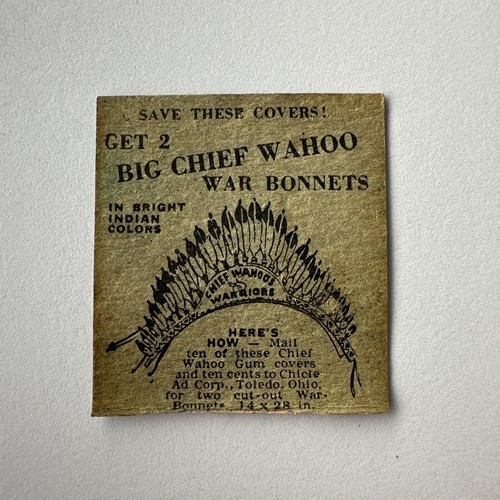 SAVE THESE COVERS!
GET 2
BIG CHIEF WAHOO
WAR BONNETS
IN BRIGHT
INDIAN
COLORS
CHIEF WAHOO'S
WARRIORS
HERE'S
HOW — Mail
ten of these Chief
Wahoo Gum covers
and ten cents to Chicle
Ad Corp., Toledo, Ohio,
for two cut-out War-
Bonnets, 14 x 28 in.